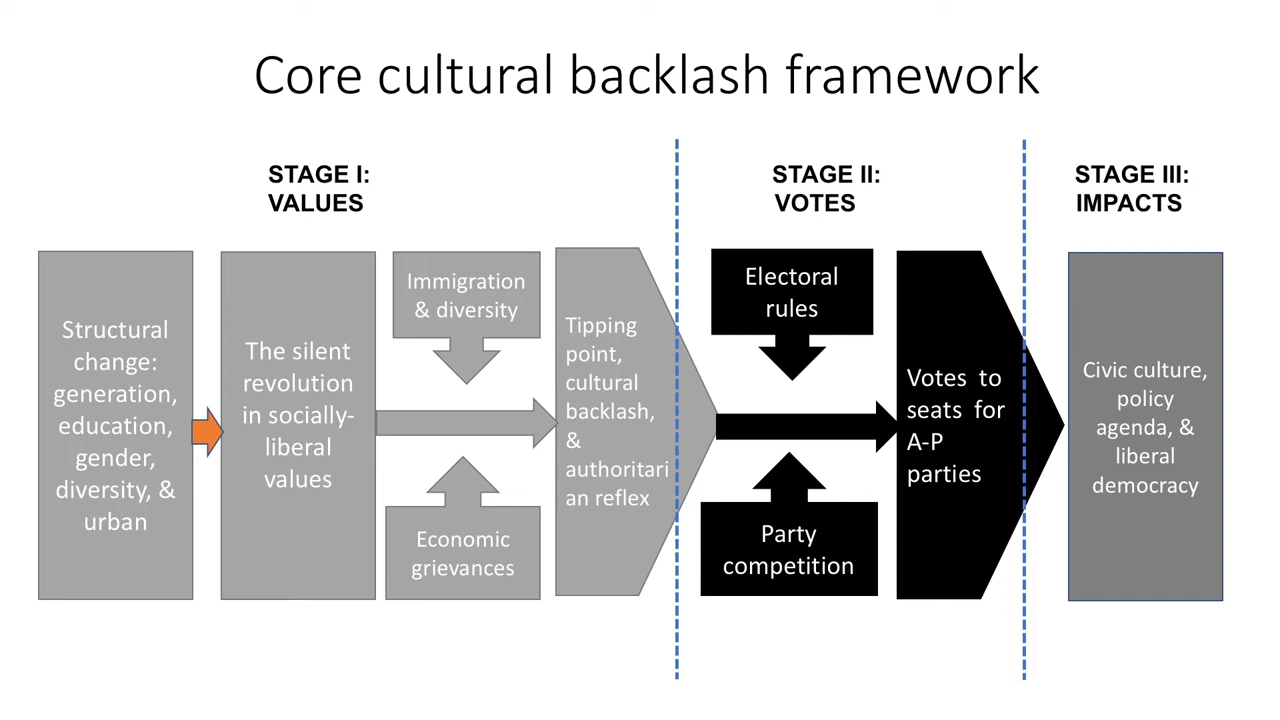 Core cultural backlash framework
STAGE I:
VALUES
STAGE II:
VOTES
STAGE III:
IMPACTS
Structural
change:
generation,
education,
gender,
diversity, &
urban
The silent
revolution
in socially-
liberal
values
Immigration
& diversity
Economic
grievances
Tipping
point,
cultural
backlash,
&
authoritari
an reflex
Electoral
rules
Party
competition
Votes to
seats for
A-P
parties
Civic culture,
policy
agenda, &
liberal
democracy